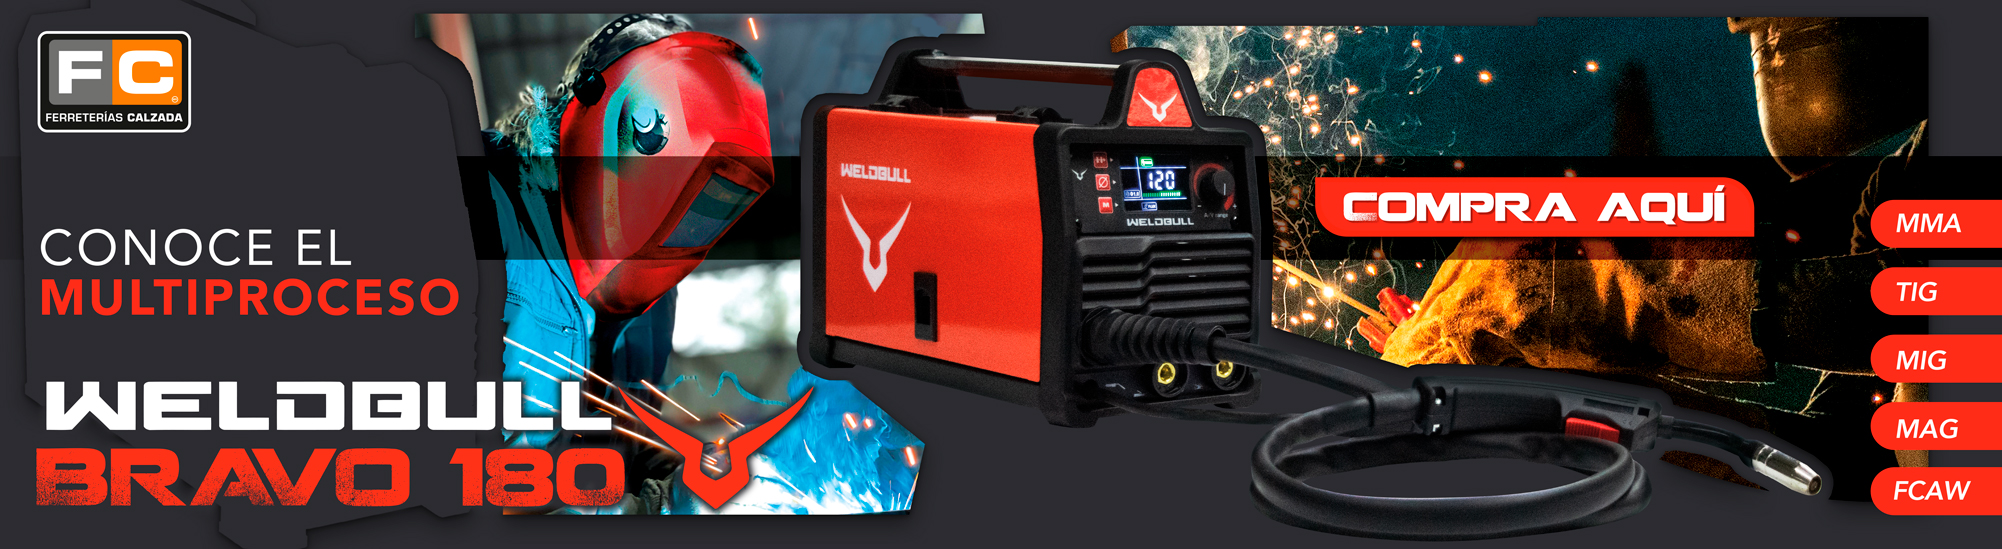 FC
FERRETERÍAS CALZADA
CONOCE EL
MULTIPROCESO
WELDBULL
BRAVO 180
WELDBULL
120
WELDBULL
COMPRA AQUÍ
MMA
TIG
MIG
MAG
FCAW